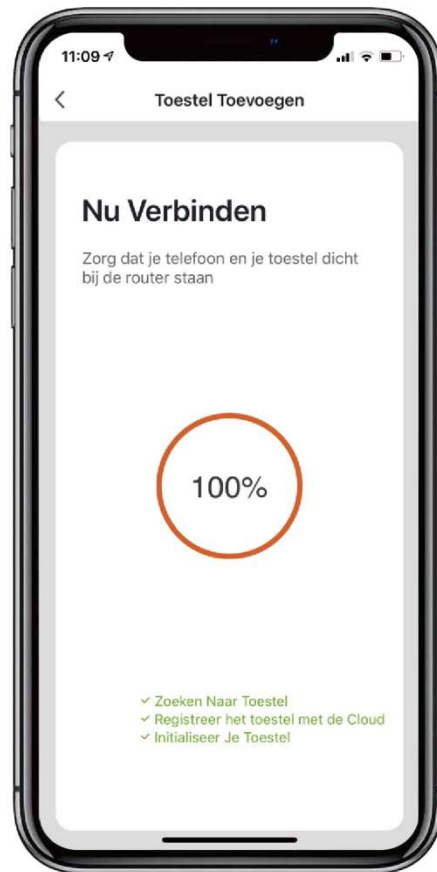 11:09
Toestel Toevoegen
Nu Verbinden
Zorg dat je telefoon en je toestel dicht
bij de router staan
100%
Zoeken Naar Toestel
Registreer het toestel met de Cloud
Initialiseer Je Toestel